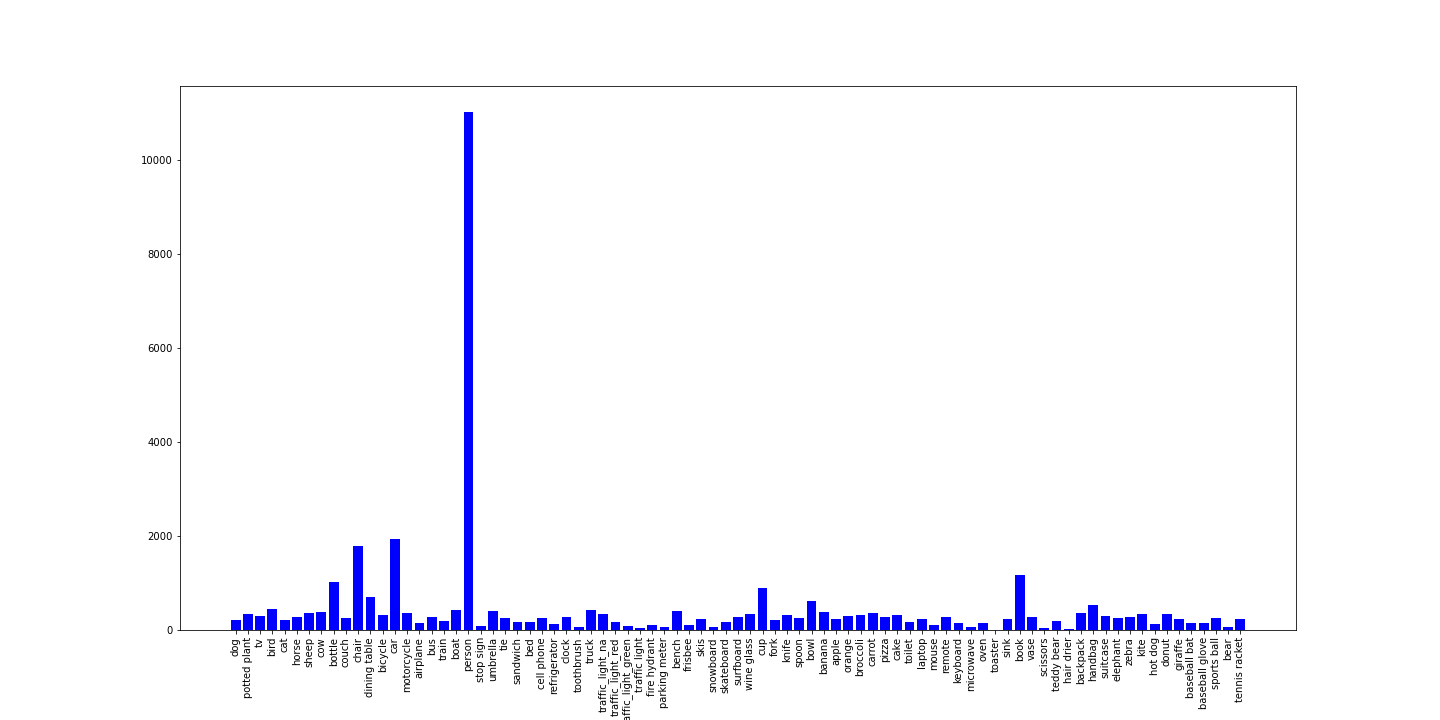 10000
8000
6000
4000
2000
0
dog
potted plant
tv
bird
cat
horse
sheep
cow
bottle
couch
chair
dining table
bicycle
car
motorcycle
airplane
bus
train
boat
person
stop sign
umbrella
tie
sandwich
bed
cell phone
refrigerator
clock
toothbrush
truck
traffic_light_na
traffic_light_red
affic_light_green
traffic light
fire hydrant
parking meter
bench
frisbee
skis
snowboard
skateboard
surfboard
wine glass
cup
fork
knife
spoon
bowl
banana
apple
orange
broccoli
carrot
pizza
cake
toilet
laptop
mouse
remote
keyboard
microwave
oven
toaster
sink
book
vase
scissors
teddy bear
hair drier
backpack
handbag
suitcase
elephant
zebra
kite
hot dog
donut
giraffe
baseball bat
baseball glove
sports ball
bear
tennis racket